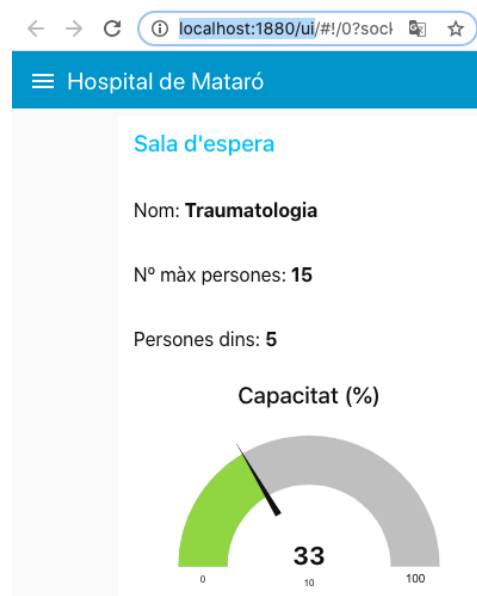 localhost:1880/ui/#!/0?sock
Hospital de Mataró
Sala d'espera
Nom: Traumatologia
Nº màx persones: 15
Persones dins: 5
Capacitat (%)
33
0 10 100